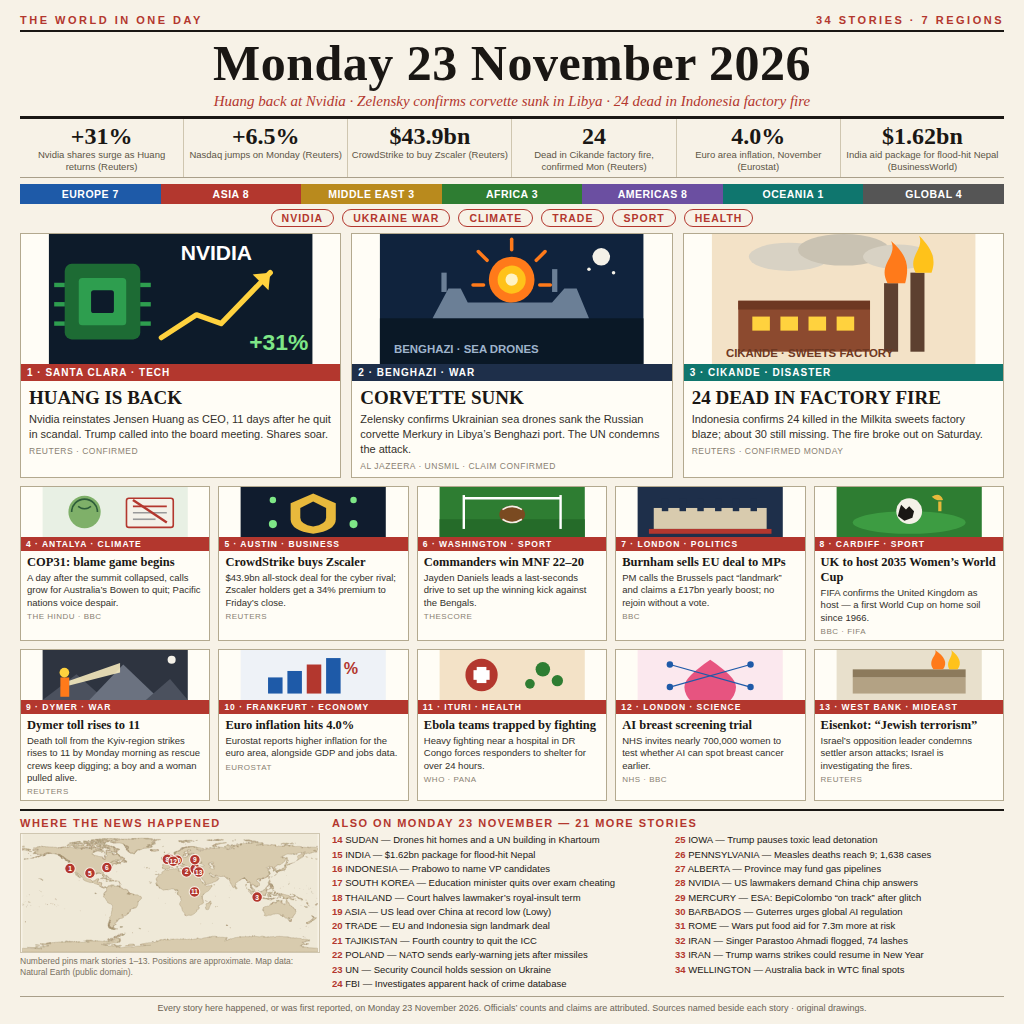 THE WORLD IN ONE DAY
34 STORIES · 7 REGIONS
Monday 23 November 2026
Huang back at Nvidia · Zelensky confirms corvette sunk in Libya · 24 dead in Indonesia factory fire
+31%
Nvidia shares surge as Huang
returns (Reuters)
+6.5%
Nasdaq jumps on Monday (Reuters)
$43.9bn
CrowdStrike to buy Zscaler (Reuters)
24
Dead in Cikande factory fire,
confirmed Mon (Reuters)
4.0%
Euro area inflation, November
(Eurostat)
$1.62bn
India aid package for flood-hit Nepal
(BusinessWorld)
EUROPE 7
ASIA 8
MIDDLE EAST 3
AFRICA 3
AMERICAS 8
OCEANIA 1
GLOBAL 4
NVIDIA
UKRAINE WAR
CLIMATE
TRADE
SPORT
HEALTH
NVIDIA
+31%
1 · SANTA CLARA · TECH
HUANG IS BACK
Nvidia reinstates Jensen Huang as CEO, 11 days after he quit
in scandal. Trump called into the board meeting. Shares soar.
REUTERS · CONFIRMED
BENGHAZI · SEA DRONES
2 · BENGHAZI · WAR
CORVETTE SUNK
Zelensky confirms Ukrainian sea drones sank the Russian
corvette Merkury in Libya’s Benghazi port. The UN condemns
the attack.
AL JAZEERA · UNSMIL · CLAIM CONFIRMED
CIKANDE · SWEETS FACTORY
3 · CIKANDE · DISASTER
24 DEAD IN FACTORY FIRE
Indonesia confirms 24 killed in the Milkita sweets factory
blaze; about 30 still missing. The fire broke out on Saturday.
REUTERS · CONFIRMED MONDAY
4 · ANTALYA · CLIMATE
COP31: blame game begins
A day after the summit collapsed, calls
grow for Australia’s Bowen to quit; Pacific
nations voice despair.
THE HINDU · BBC
5 · AUSTIN · BUSINESS
CrowdStrike buys Zscaler
$43.9bn all-stock deal for the cyber rival;
Zscaler holders get a 34% premium to
Friday’s close.
REUTERS
6 · WASHINGTON · SPORT
Commanders win MNF 22–20
Jayden Daniels leads a last-seconds
drive to set up the winning kick against
the Bengals.
THESCORE
7 · LONDON · POLITICS
Burnham sells EU deal to MPs
PM calls the Brussels pact “landmark”
and claims a £17bn yearly boost; no
rejoin without a vote.
BBC
8 · CARDIFF · SPORT
UK to host 2035 Women’s World
Cup
FIFA confirms the United Kingdom as
host — a first World Cup on home soil
since 1966.
BBC · FIFA
9 · DYMER · WAR
Dymer toll rises to 11
Death toll from the Kyiv-region strikes
rises to 11 by Monday morning as rescue
crews keep digging; a boy and a woman
pulled alive.
REUTERS
%
10 · FRANKFURT · ECONOMY
Euro inflation hits 4.0%
Eurostat reports higher inflation for the
euro area, alongside GDP and jobs data.
EUROSTAT
11 · ITURI · HEALTH
Ebola teams trapped by fighting
Heavy fighting near a hospital in DR
Congo forces responders to shelter for
over 24 hours.
WHO · PANA
12 · LONDON · SCIENCE
AI breast screening trial
NHS invites nearly 700,000 women to
test whether AI can spot breast cancer
earlier.
NHS · BBC
13 · WEST BANK · MIDEAST
Eisenkot: “Jewish terrorism”
Israel’s opposition leader condemns
settler arson attacks; Israel is
investigating the fires.
REUTERS
WHERE THE NEWS HAPPENED
1
5
6
12
9
2
13
11
3
Numbered pins mark stories 1–13. Positions are approximate. Map data:
Natural Earth (public domain).
ALSO ON MONDAY 23 NOVEMBER — 21 MORE STORIES
14 SUDAN — Drones hit homes and a UN building in Khartoum
15 INDIA — $1.62bn package for flood-hit Nepal
16 INDONESIA — Prabowo to name VP candidates
17 SOUTH KOREA — Education minister quits over exam cheating
18 THAILAND — Court halves lawmaker’s royal-insult term
19 ASIA — US lead over China at record low (Lowy)
20 TRADE — EU and Indonesia sign landmark deal
21 TAJIKISTAN — Fourth country to quit the ICC
22 POLAND — NATO sends early-warning jets after missiles
23 UN — Security Council holds session on Ukraine
24 FBI — Investigates apparent hack of crime database
25 IOWA — Trump pauses toxic lead detonation
26 PENNSYLVANIA — Measles deaths reach 9; 1,638 cases
27 ALBERTA — Province may fund gas pipelines
28 NVIDIA — US lawmakers demand China chip answers
29 MERCURY — ESA: BepiColombo “on track” after glitch
30 BARBADOS — Guterres urges global AI regulation
31 ROME — Wars put food aid for 7.3m more at risk
32 IRAN — Singer Parastoo Ahmadi flogged, 74 lashes
33 IRAN — Trump warns strikes could resume in New Year
34 WELLINGTON — Australia back in WTC final spots
Every story here happened, or was first reported, on Monday 23 November 2026. Officials’ counts and claims are attributed. Sources named beside each story · original drawings.